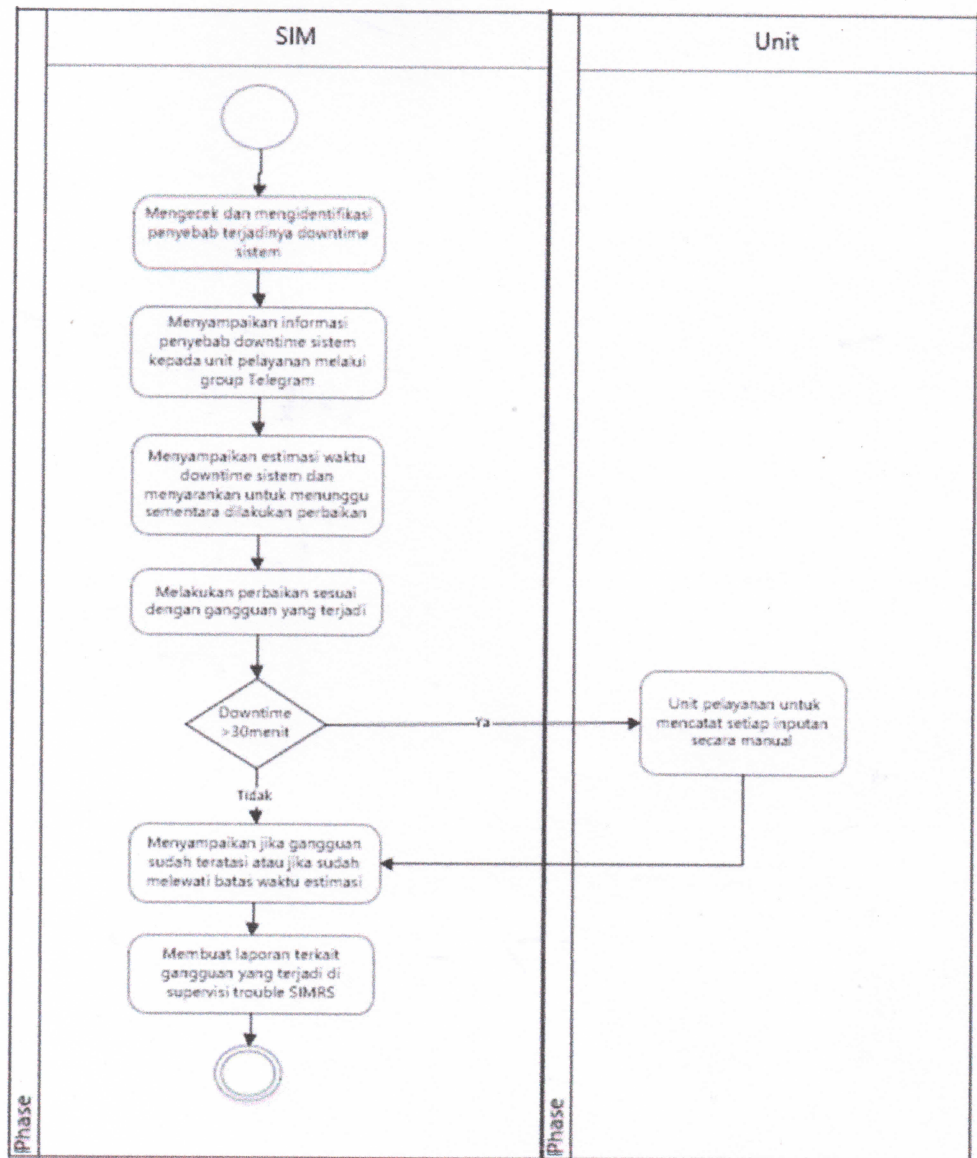 SIM
Unit
Mengecek dan mengidentifikasi
penyebab terjadinya downtime
sistem
Menyampaikan informasi
penyebab downtime sistem
kepada unit pelayanan melalui
group Telegram
Menyampaikan estimasi waktu
downtime sistem dan
menyarankan untuk menunggu
sementara dilakukan perbaikan
Melakukan perbaikan sesuai
dengan gangguan yang terjadi
Downtime
>30menit
Ya
Unit pelayanan untuk
mencatat setiap inputan
secara manual
Tidak
Menyampaikan jika gangguan
sudah teratasi atau jika sudah
melewati batas waktu estimasi
Membuat laporan terkait
gangguan yang terjadi di
supervisi trouble SIMRS
Phase
Phase